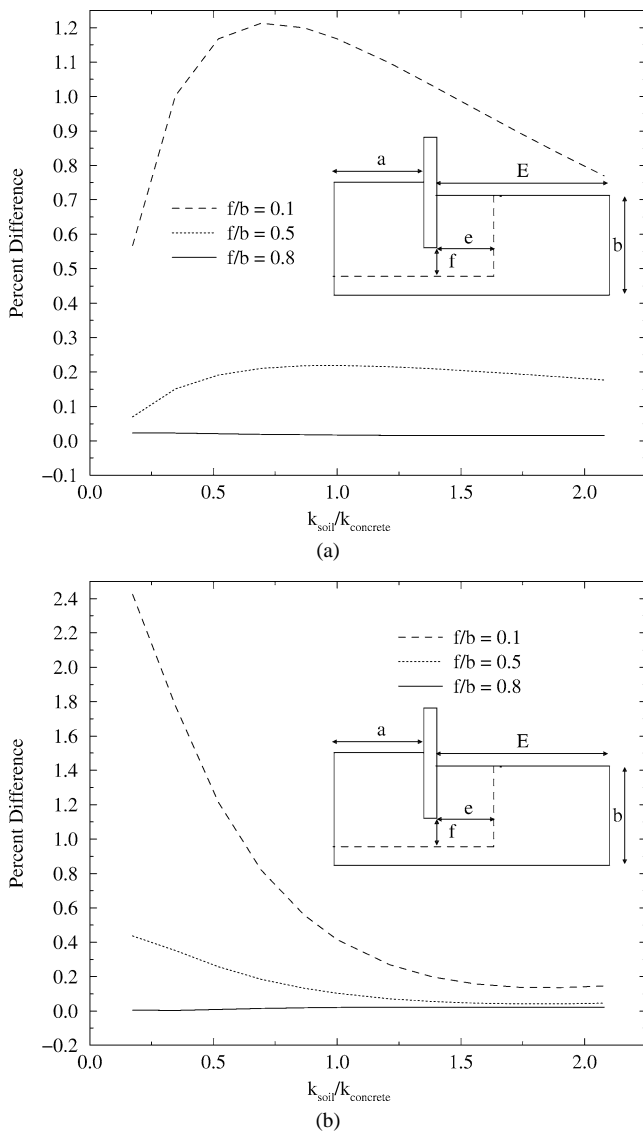 1.2
1.1
1.0
0.9
0.8
0.7
0.6
0.5
0.4
0.3
0.2
0.1
0.0
−0.1
Percent Difference
a
E
b
e
f
f/b = 0.1
f/b = 0.5
f/b = 0.8
0.0 0.5 1.0 1.5 2.0
k_soil/k_concrete
(a)
2.4
2.2
2.0
1.8
1.6
1.4
1.2
1.0
0.8
0.6
0.4
0.2
0.0
−0.2
Percent Difference
f/b = 0.1
f/b = 0.5
f/b = 0.8
a
E
b
e
f
0.0 0.5 1.0 1.5 2.0
k_soil/k_concrete
(b)